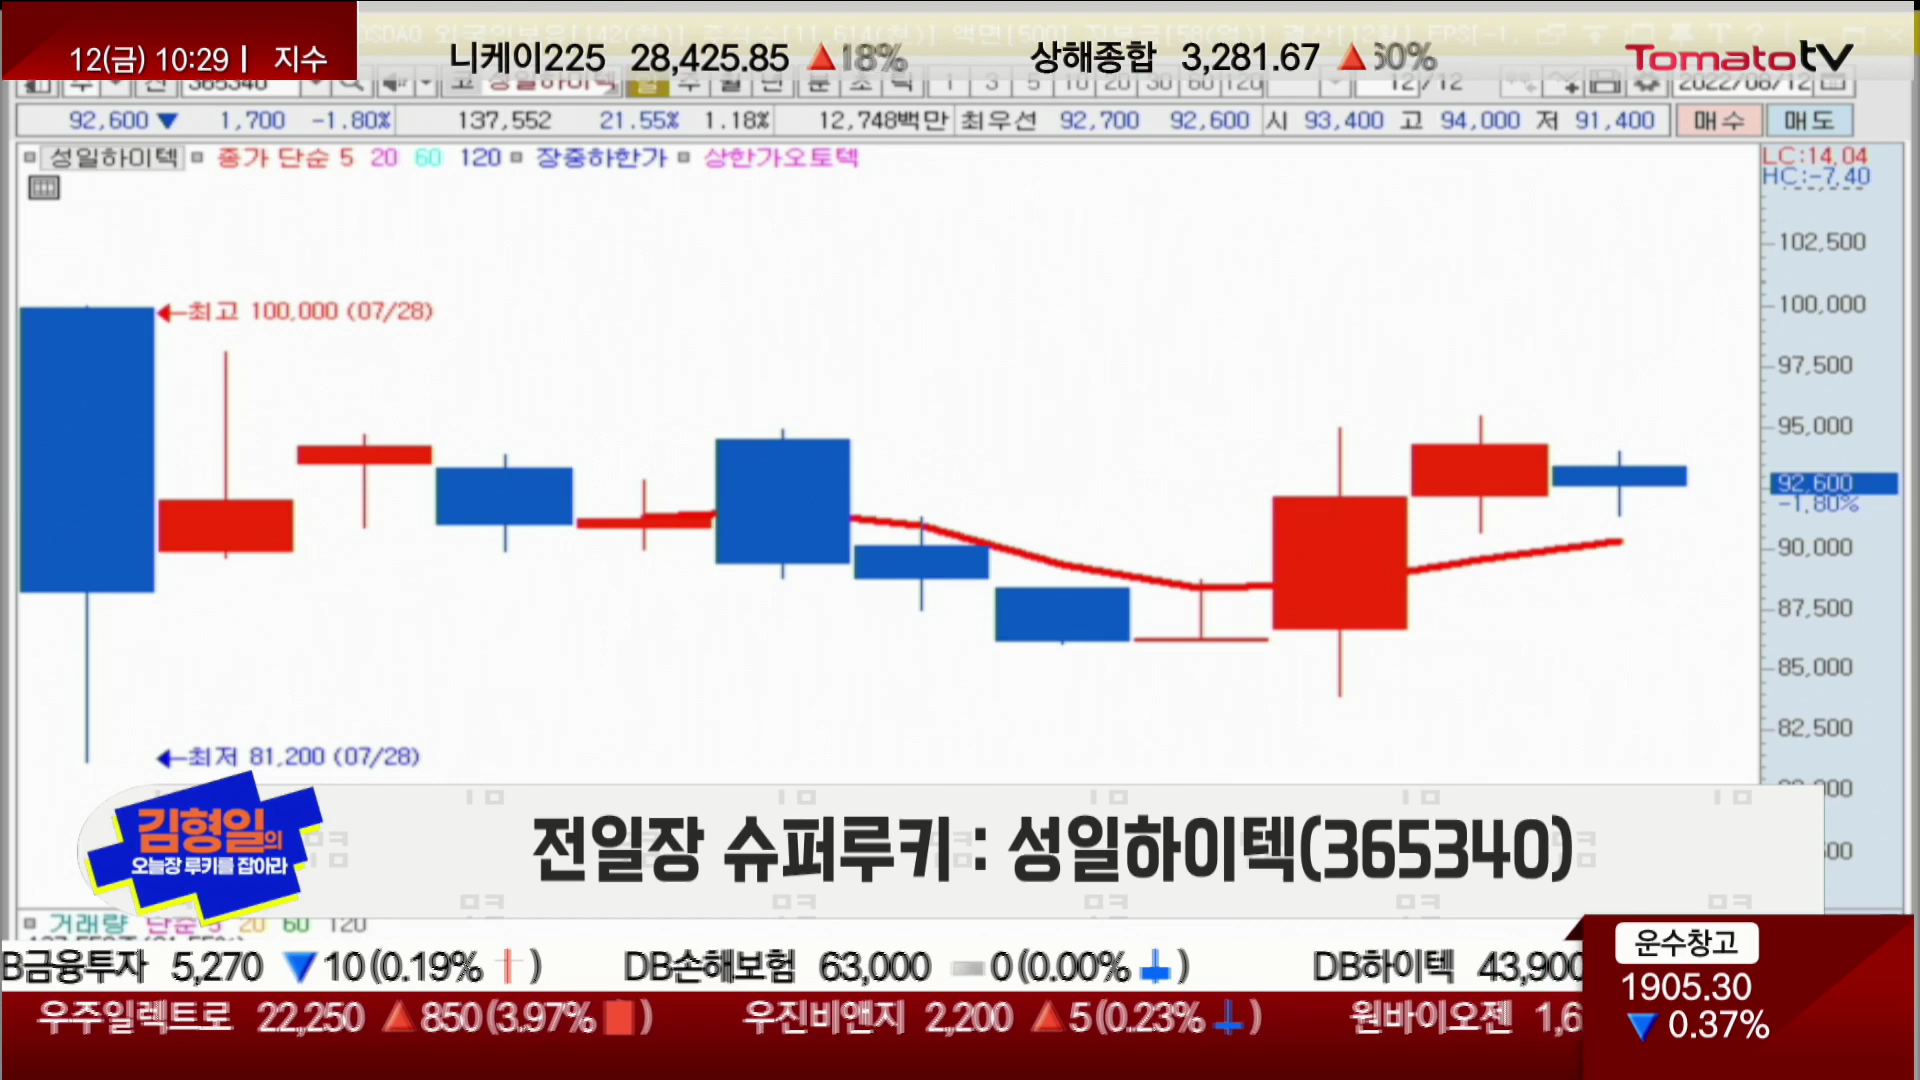 12(금) 10:29 | 지수
니케이225 28,425.85 ▲
상해종합 3,281.67 ▲
Tomato tv
92,600 ▼ 1,700 -1.80% 137,552 21.55% 1.18% 12,748백만 최우선 92,700 92,600 시 93,400 고 94,000 저 91,400 매수 매도
성일하이텍 종가 단순 5 20 60 120 장중하한가 상한가오토텍
LC:14.04
HC:-7.40
102,500
최고 100,000 (07/28)
100,000
97,500
95,000
92,600
-1.80%
90,000
87,500
85,000
82,500
최저 81,200 (07/28)
김형일의
오늘장 루키를 잡아라
전일장 슈퍼루키 : 성일하이텍(365340)
거래량 단순 5 20 60 120
B금융투자 5,270 ▼10(0.19% ) DB손해보험 63,000 0(0.00% ) DB하이텍 43,900
우주일렉트로 22,250 ▲850(3.97% ) 우진비앤지 2,200 ▲5(0.23% ) 원바이오젠 1,6
운수창고
1905.30
▼ 0.37%